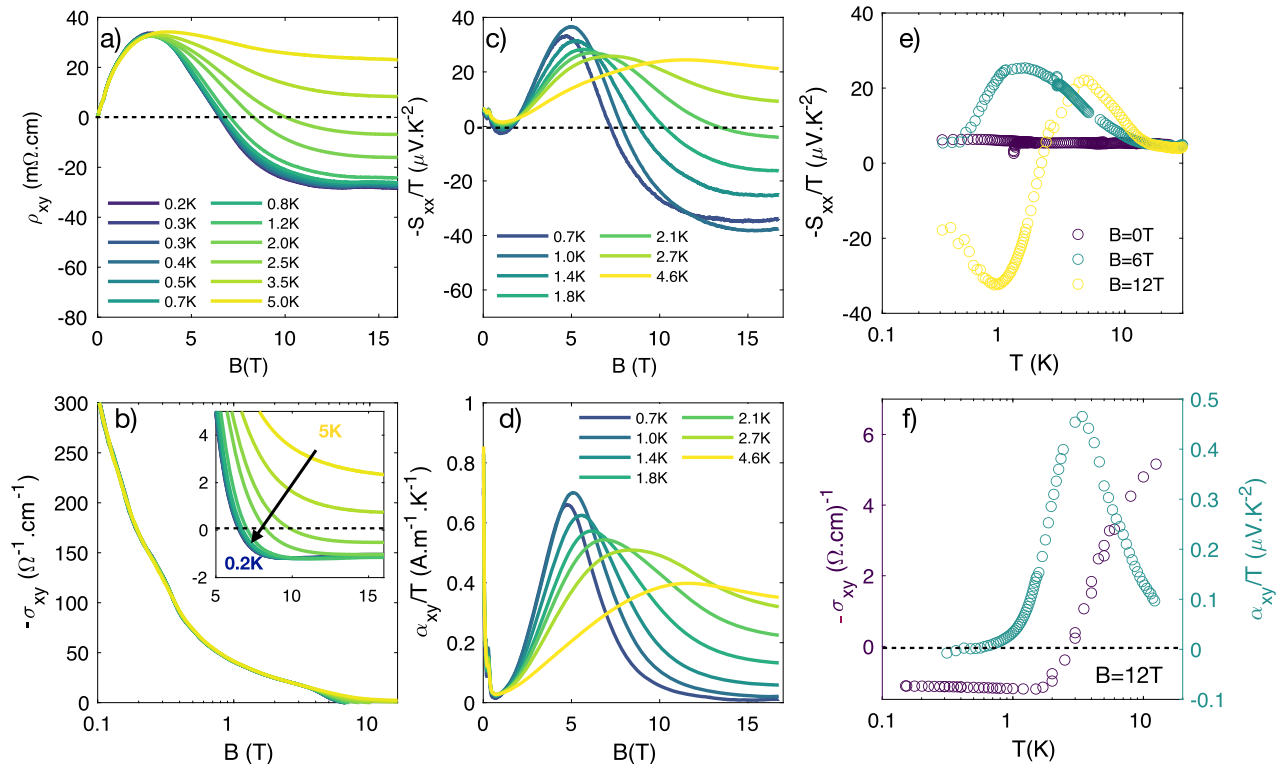 a)
ρxy (mΩ.cm)
40
20
0
-20
-40
-60
-80
0.2K
0.3K
0.3K
0.4K
0.5K
0.7K
0.8K
1.2K
2.0K
2.5K
3.5K
5.0K
0 5 10 15
B(T)
c)
-Sxx/T (μV.K-2)
40
20
0
-20
-40
-60
0.7K
1.0K
1.4K
1.8K
2.1K
2.7K
4.6K
0 5 10 15
B (T)
e)
-Sxx/T (μV.K-2)
40
20
0
-20
-40
B=0T
B=6T
B=12T
0.1 1 10
T (K)
b)
-σxy (Ω-1.cm-1)
300
250
200
150
100
50
0
4
2
0
-2
5K
0.2K
5 10 15
0.1 1 10
B (T)
d)
αxy/T (A.m-1.K-1)
1
0.8
0.6
0.4
0.2
0
0.7K
1.0K
1.4K
1.8K
2.1K
2.7K
4.6K
0 5 10 15
B(T)
f)
-σxy (Ω.cm)-1
6
4
2
0
αxy/T (μV.K-2)
0.5
0.4
0.3
0.2
0.1
0
-0.1
B=12T
0.1 1 10
T(K)